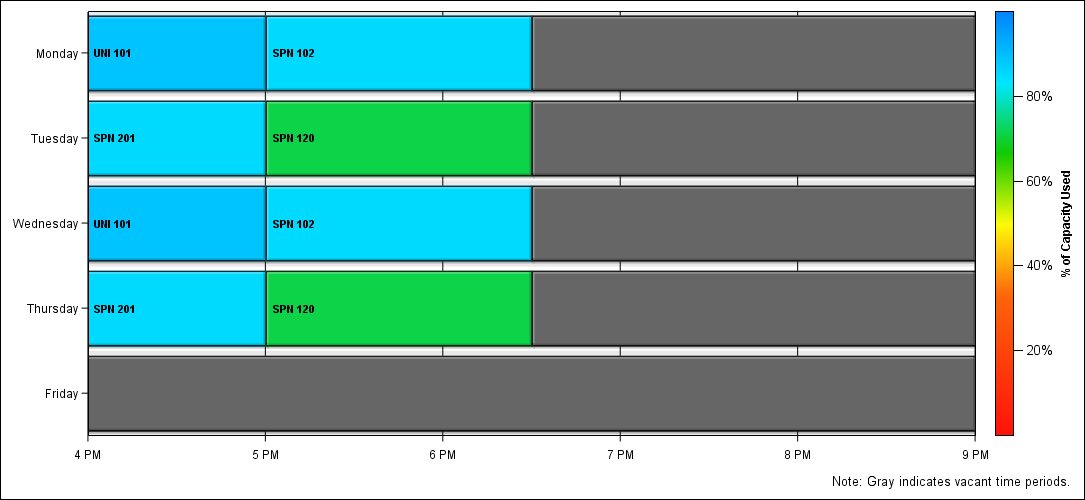 Monday
UNI 101
SPN 102
Tuesday
SPN 201
SPN 120
Wednesday
UNI 101
SPN 102
Thursday
SPN 201
SPN 120
Friday
4 PM
5 PM
6 PM
7 PM
8 PM
9 PM
80%
60%
40%
20%
% of Capacity Used
Note: Gray indicates vacant time periods.